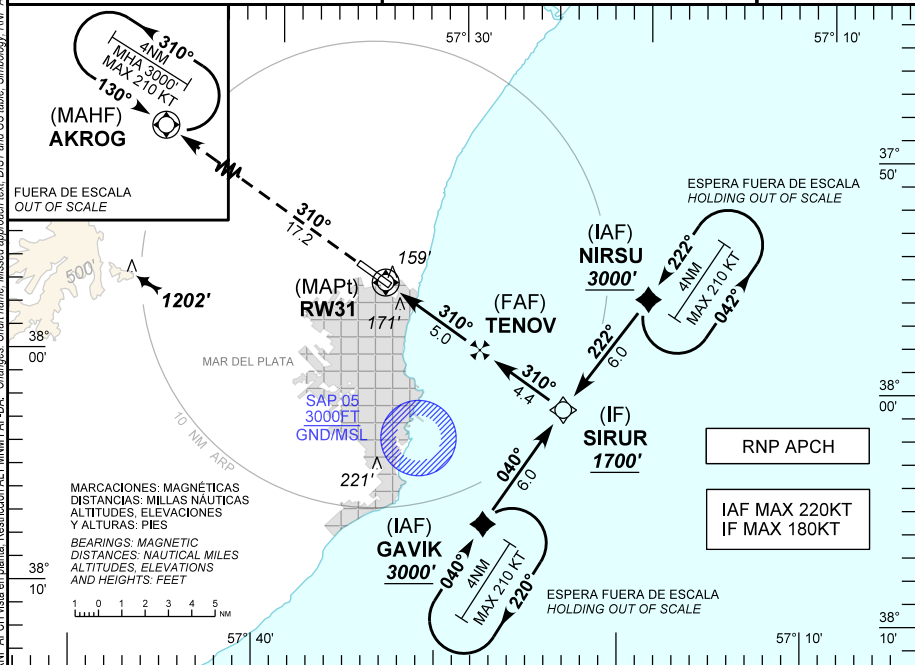 57° 30'
57° 10'
310°
4NM
MHA 3000'
MAX 210 KT
130°
(MAHF)
AKROG
FUERA DE ESCALA
OUT OF SCALE
37°
50'
ESPERA FUERA DE ESCALA
HOLDING OUT OF SCALE
(IAF)
NIRSU
3000'
222°
4NM
MAX 210 KT
042°
310°
17.2
159'
(MAPt)
RW31
171'
500'
1202'
310°
5.0
(FAF)
TENOV
222°
6.0
38°
00'
MAR DEL PLATA
310°
4.4
38°
00'
SAP 05
3000FT
GND/MSL
(IF)
SIRUR
1700'
10 NM ARP
RNP APCH
040°
6.0
221'
MARCACIONES: MAGNÉTICAS
DISTANCIAS: MILLAS NÁUTICAS
ALTITUDES, ELEVACIONES
Y ALTURAS: PIES
BEARINGS: MAGNETIC
DISTANCES: NAUTICAL MILES
ALTITUDES, ELEVATIONS
AND HEIGHTS: FEET
IAF MAX 220KT
IF MAX 180KT
(IAF)
GAVIK
3000'
040°
4NM
MAX 210 KT
220°
38°
10'
ESPERA FUERA DE ESCALA
HOLDING OUT OF SCALE
1 0 1 2 3 4 5 NM
57° 40'
57° 10'
38°
10'